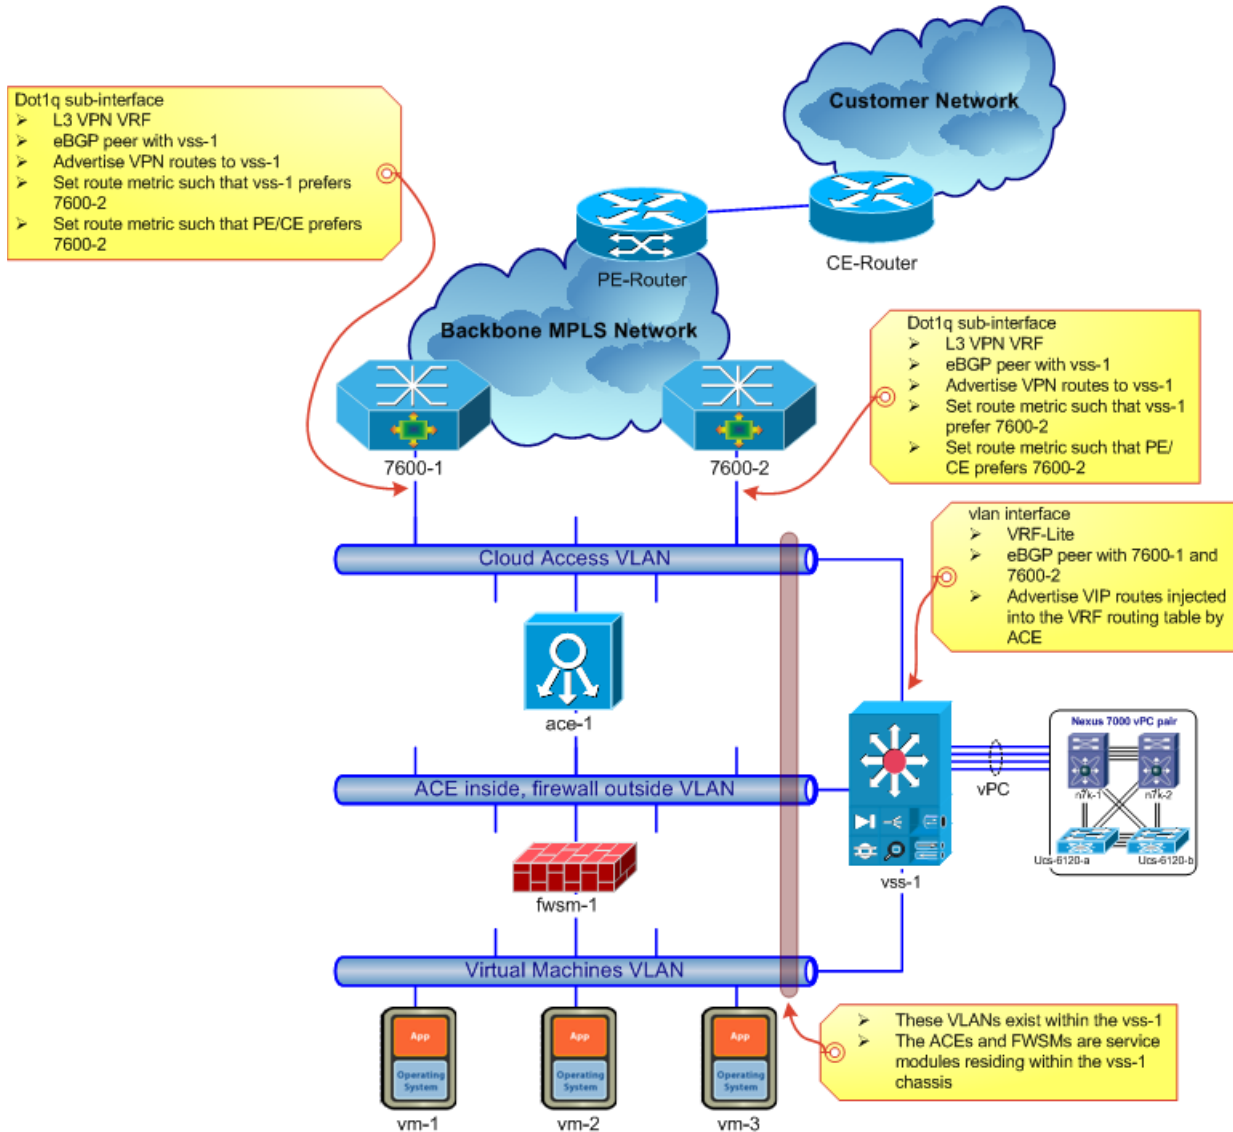 Customer Network
Dot1q sub-interface
➢ L3 VPN VRF
➢ eBGP peer with vss-1
➢ Advertise VPN routes to vss-1
➢ Set route metric such that vss-1 prefers
7600-2
➢ Set route metric such that PE/CE prefers
7600-2
PE-Router
CE-Router
Backbone MPLS Network
Dot1q sub-interface
➢ L3 VPN VRF
➢ eBGP peer with vss-1
➢ Advertise VPN routes to vss-1
➢ Set route metric such that vss-1
prefer 7600-2
➢ Set route metric such that PE/
CE prefers 7600-2
7600-1
7600-2
vlan interface
➢ VRF-Lite
➢ eBGP peer with 7600-1 and
7600-2
➢ Advertise VIP routes injected
into the VRF routing table by
ACE
Cloud Access VLAN
ace-1
Nexus 7000 vPC pair
n7k-1
n7k-2
Ucs-6120-a
Ucs-6120-b
vPC
ACE inside, firewall outside VLAN
vss-1
fwsm-1
Virtual Machines VLAN
➢ These VLANs exist within the vss-1
➢ The ACEs and FWSMs are service
modules residing within the vss-1
chassis
App
Operating
System
vm-1
App
Operating
System
vm-2
App
Operating
System
vm-3